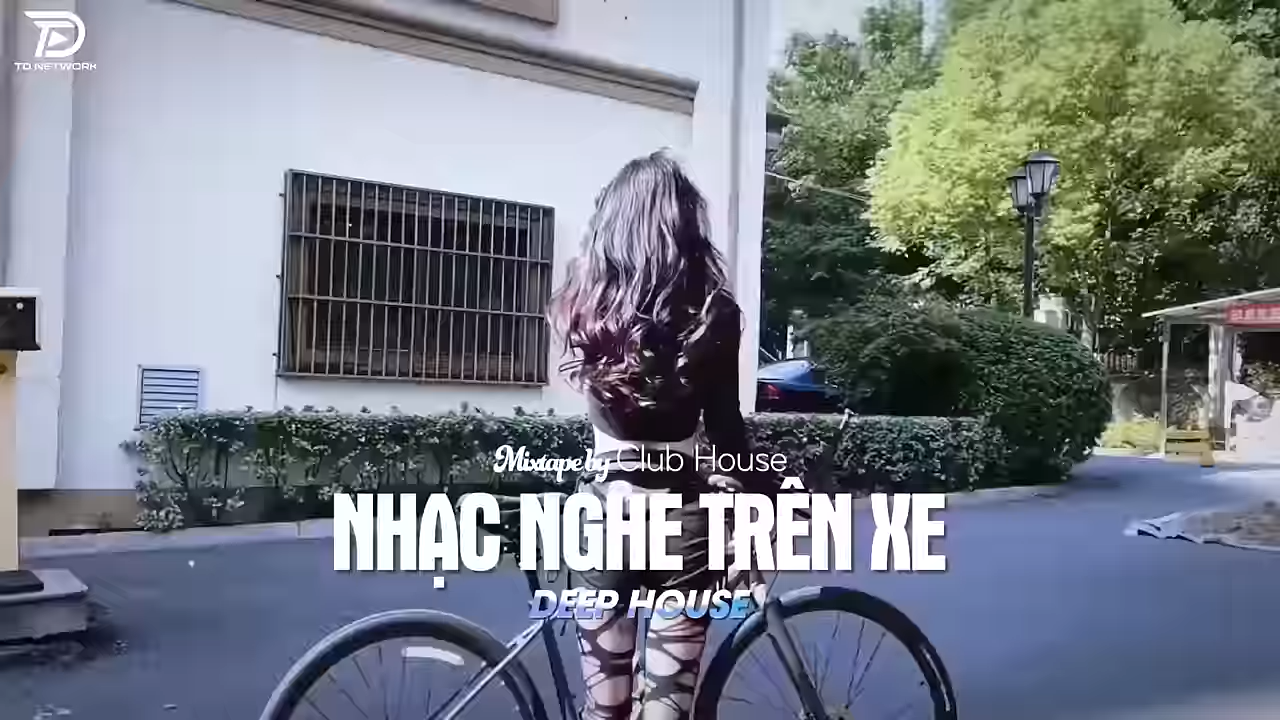 TD NETWORK
Mixtape by Club House
NHẠC NGHE TRÊN XE
DEEP HOUSE